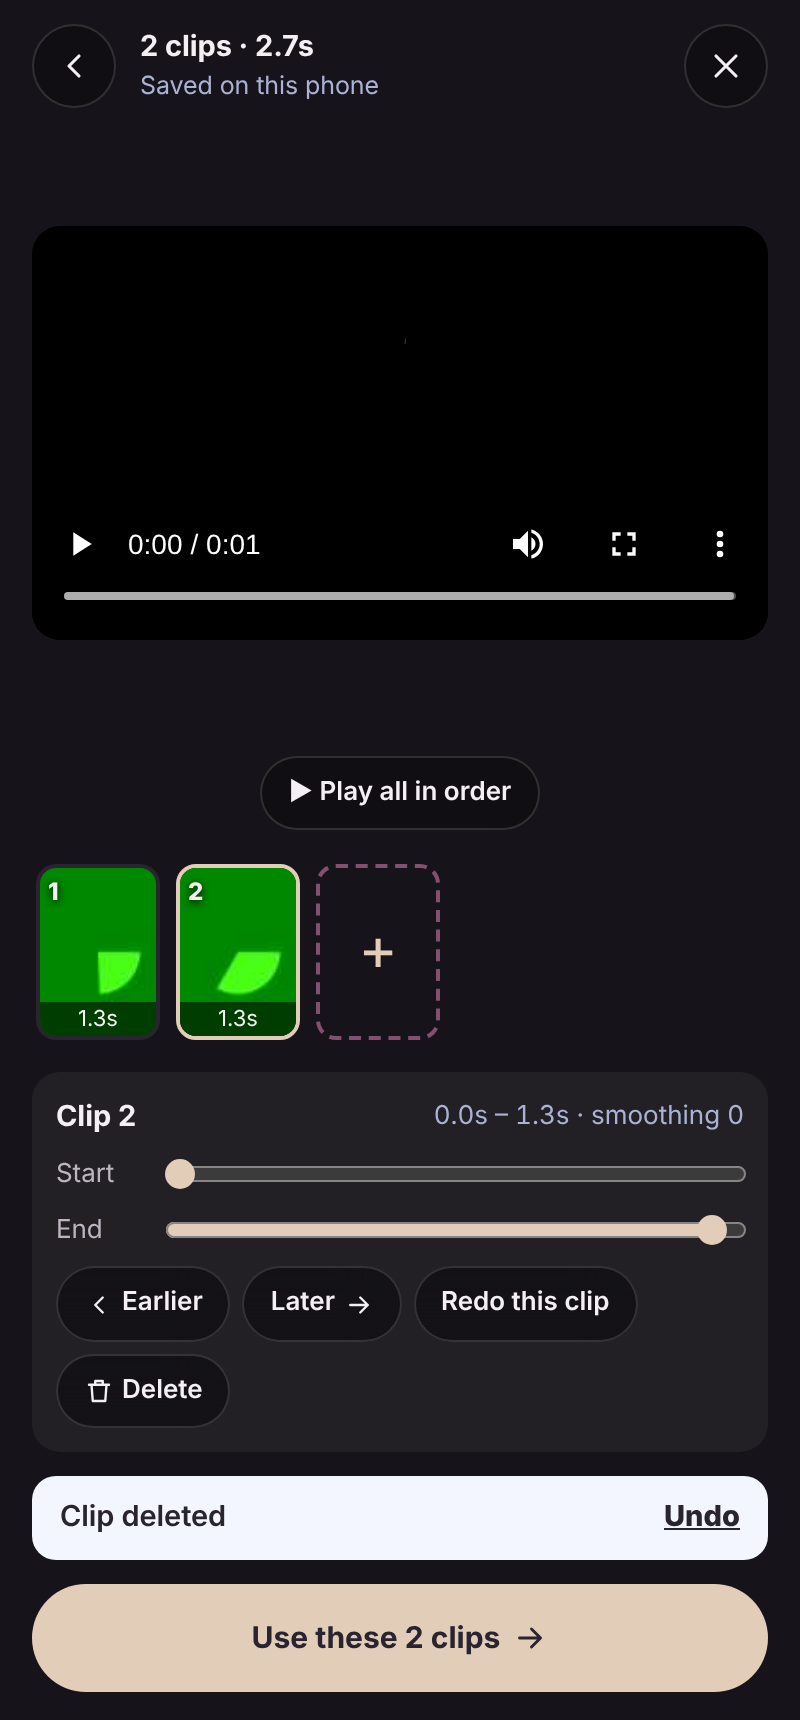 2 clips · 2.7s
Saved on this phone
0:00 / 0:01
Play all in order
1
2
1.3s
1.3s
+
Clip 2
0.0s – 1.3s · smoothing 0
Start
End
Earlier
Later →
Redo this clip
Delete
Clip deleted
Undo
Use these 2 clips →